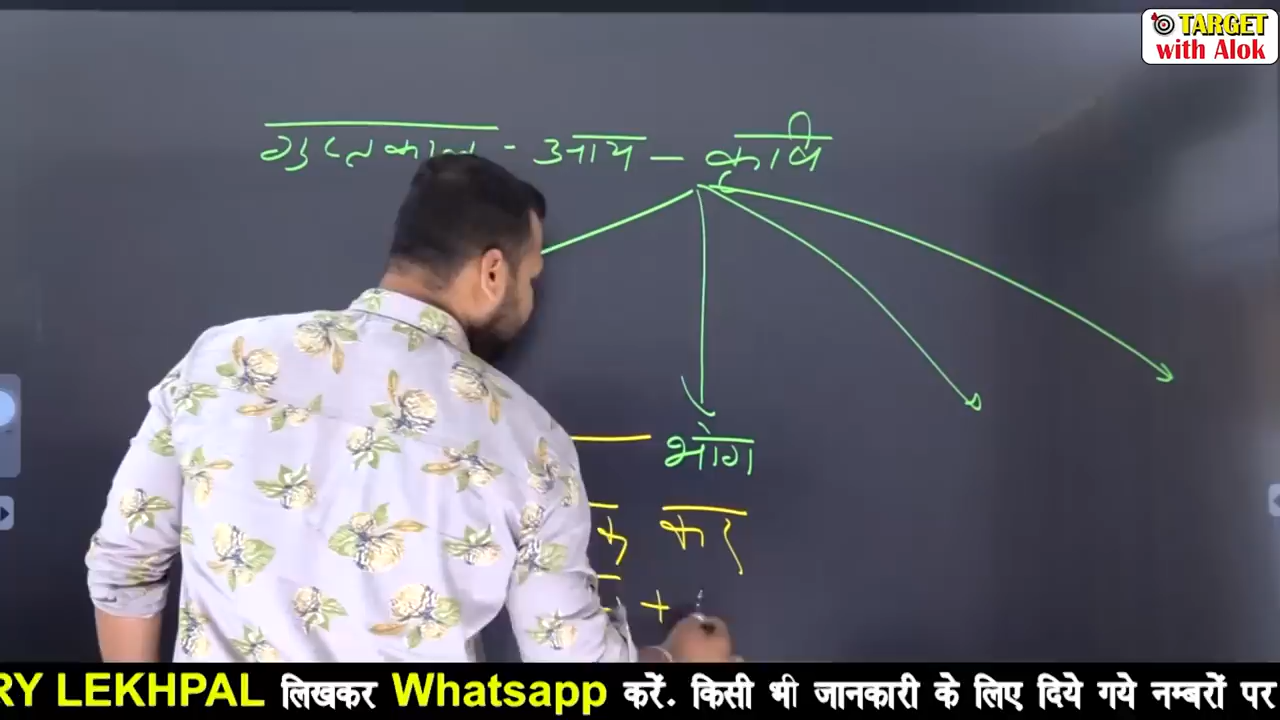 TARGET
with Alok
गुप्तकाल - आय - कृषि
भोग
क कर
+
RY LEKHPAL लिखकर Whatsapp करें. किसी भी जानकारी के लिए दिये गये नम्बरों पर